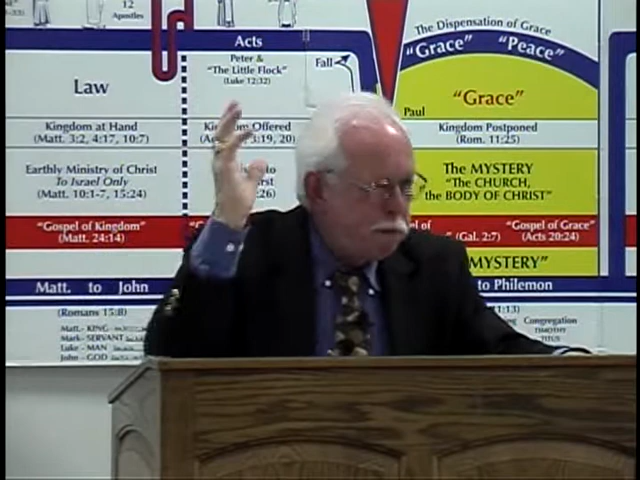 12
Apostles
The Dispensation of Grace
"Grace" "Peace"
Acts
Peter &
"The Little Flock"
(Luke 12:32)
Fall
Law
"Grace"
Paul
Kingdom at Hand
(Matt. 3:2, 4:17, 10:7)
Kingdom Offered
3:19, 20)
Kingdom Postponed
(Rom. 11:25)
Earthly Ministry of Christ
To Israel Only
(Matt. 10:1-7, 15:24)
The MYSTERY
"The CHURCH,
the BODY OF CHRIST"
"Gospel of Kingdom"
(Matt. 24:14)
(Gal. 2:7)
"Gospel of Grace"
(Acts 20:24)
MYSTERY"
Matt. to John
to Philemon
(Romans 15:8)
Matt.- KING
Mark- SERVANT
Luke - MAN
John - GOD
Congregation
TIMOTHY
TITUS